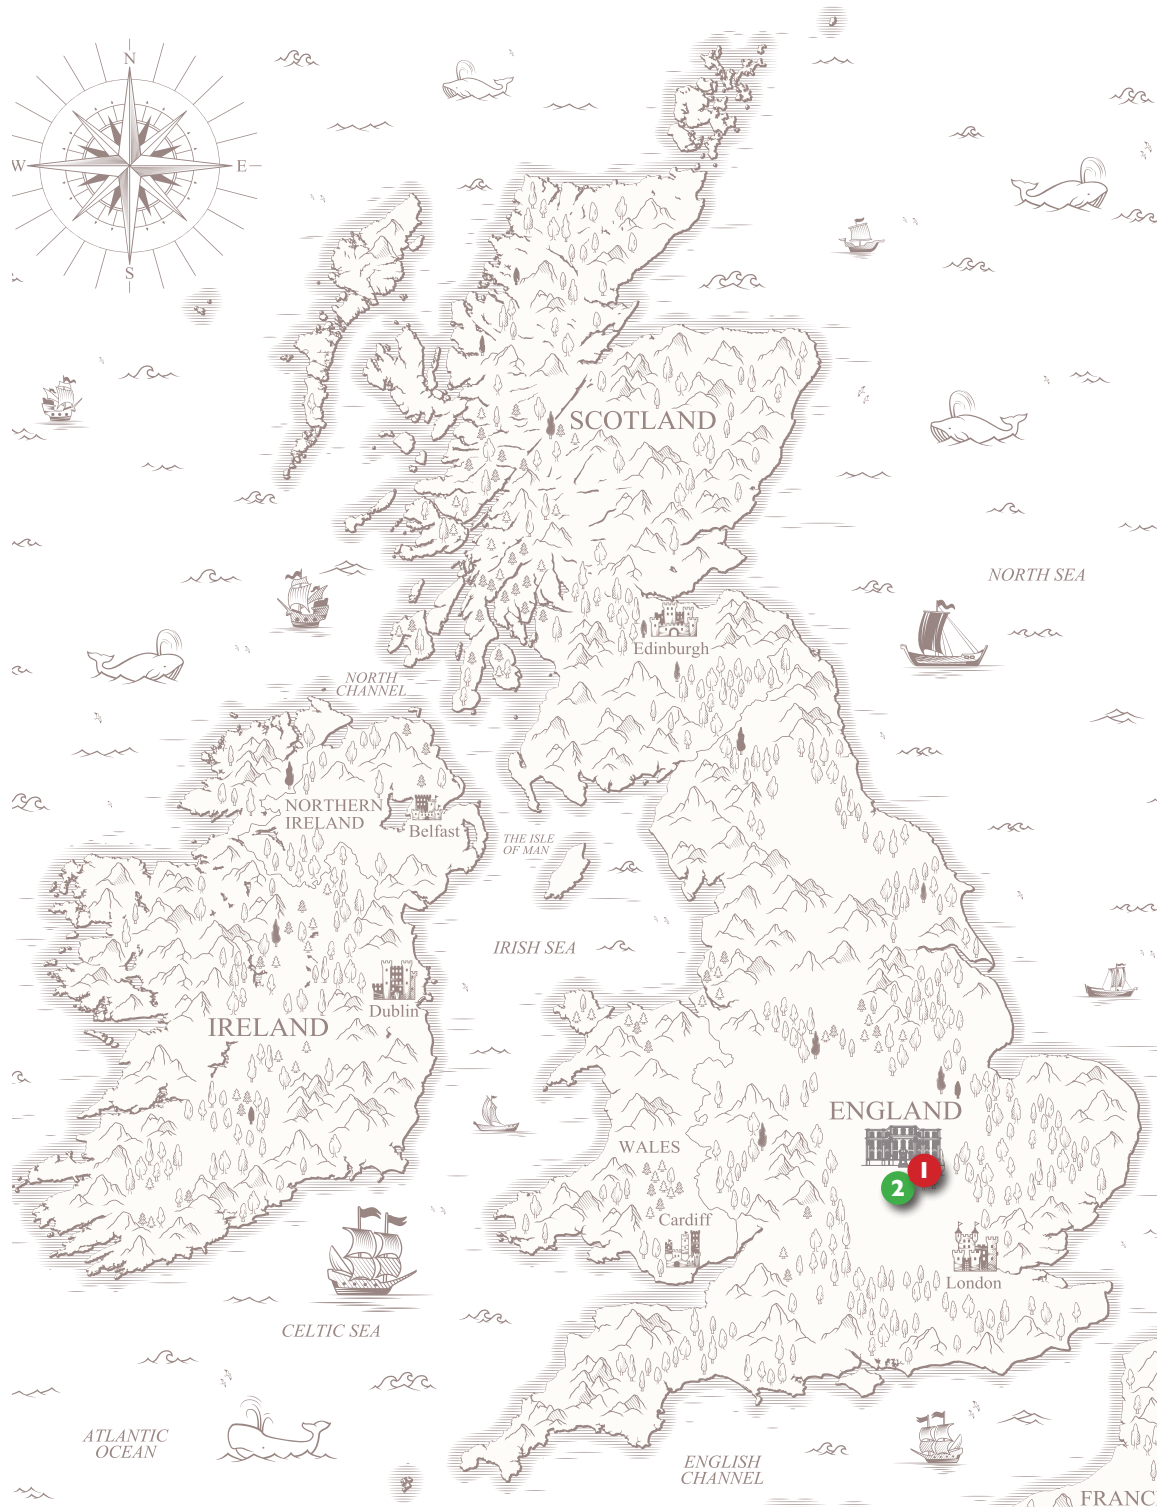 N
W
E
S
SCOTLAND
NORTH SEA
Edinburgh
NORTH
CHANNEL
NORTHERN
IRELAND
Belfast
THE ISLE
OF MAN
IRISH SEA
Dublin
IRELAND
ENGLAND
WALES
1
2
Cardiff
London
CELTIC SEA
ATLANTIC
OCEAN
ENGLISH
CHANNEL
FRANC